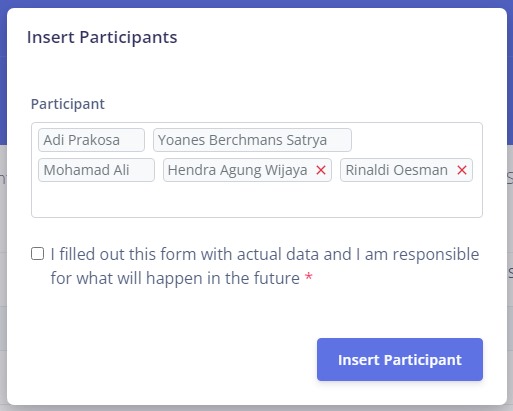 Insert Participants
Participant
Adi Prakosa Yoanes Berchmans Satrya
Mohamad Ali Hendra Agung Wijaya × Rinaldi Oesman ×
I filled out this form with actual data and I am responsible
for what will happen in the future *
Insert Participant